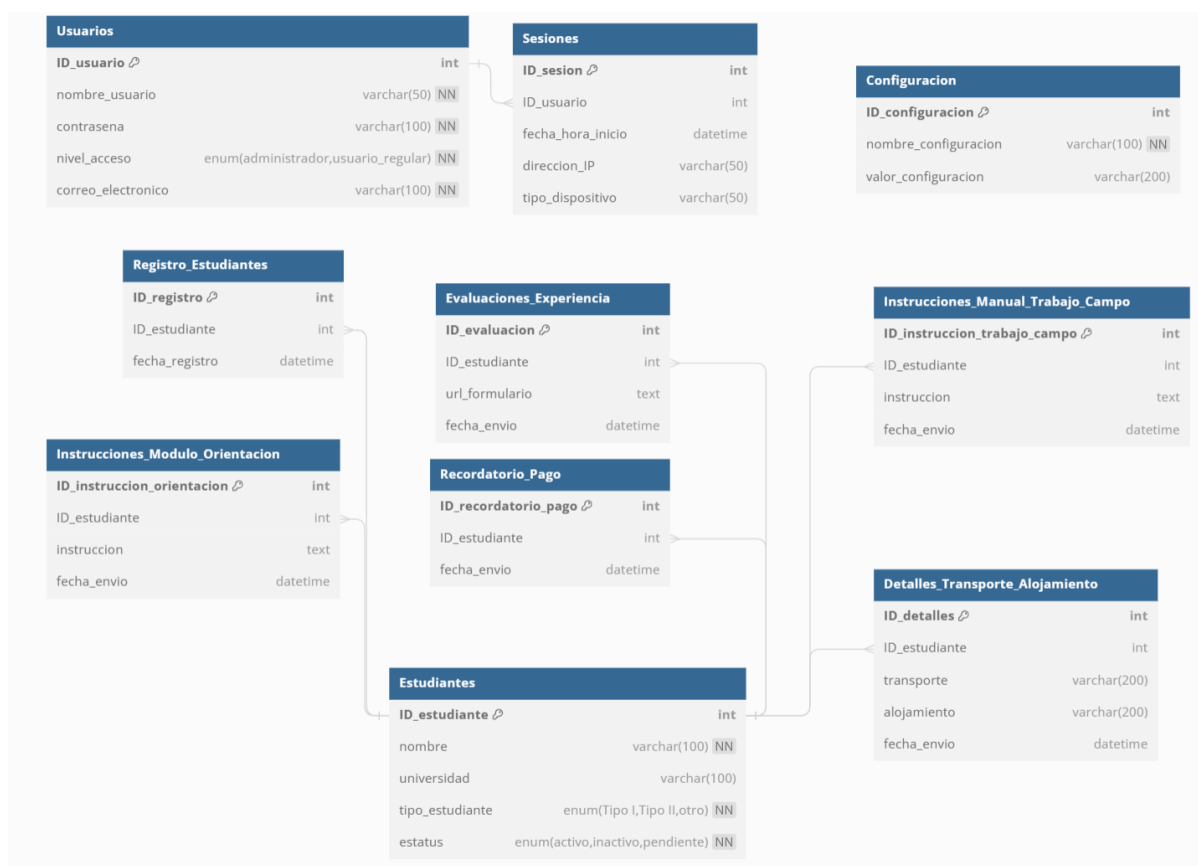 Usuarios
ID_usuario int
nombre_usuario varchar(50) NN
contrasena varchar(100) NN
nivel_acceso enum(administrador,usuario_regular) NN
correo_electronico varchar(100) NN
Sesiones
ID_sesion int
ID_usuario int
fecha_hora_inicio datetime
direccion_IP varchar(50)
tipo_dispositivo varchar(50)
Configuracion
ID_configuracion int
nombre_configuracion varchar(100) NN
valor_configuracion varchar(200)
Registro_Estudiantes
ID_registro int
ID_estudiante int
fecha_registro datetime
Evaluaciones_Experiencia
ID_evaluacion int
ID_estudiante int
url_formulario text
fecha_envio datetime
Instrucciones_Manual_Trabajo_Campo
ID_instruccion_trabajo_campo int
ID_estudiante int
instruccion text
fecha_envio datetime
Instrucciones_Modulo_Orientacion
ID_instruccion_orientacion int
ID_estudiante int
instruccion text
fecha_envio datetime
Recordatorio_Pago
ID_recordatorio_pago int
ID_estudiante int
fecha_envio datetime
Detalles_Transporte_Alojamiento
ID_detalles int
ID_estudiante int
transporte varchar(200)
alojamiento varchar(200)
fecha_envio datetime
Estudiantes
ID_estudiante int
nombre varchar(100) NN
universidad varchar(100)
tipo_estudiante enum(Tipo I,Tipo II,otro) NN
estatus enum(activo,inactivo,pendiente) NN